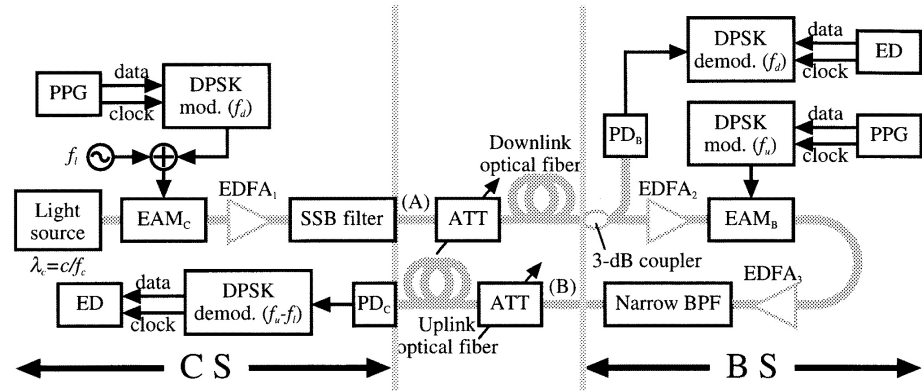 PPG
data
clock
DPSK
mod. (f_d)
f_l
Light
source
λ_c=c/f_c
EAM_C
EDFA_1
SSB filter
(A)
ATT
Downlink
optical fiber
3-dB coupler
PD_B
DPSK
demod. (f_d)
data
clock
ED
DPSK
mod. (f_u)
data
clock
PPG
EDFA_2
EAM_B
EDFA_3
Narrow BPF
(B)
ATT
Uplink
optical fiber
PD_C
DPSK
demod. (f_u-f_l)
data
clock
ED
C S
B S